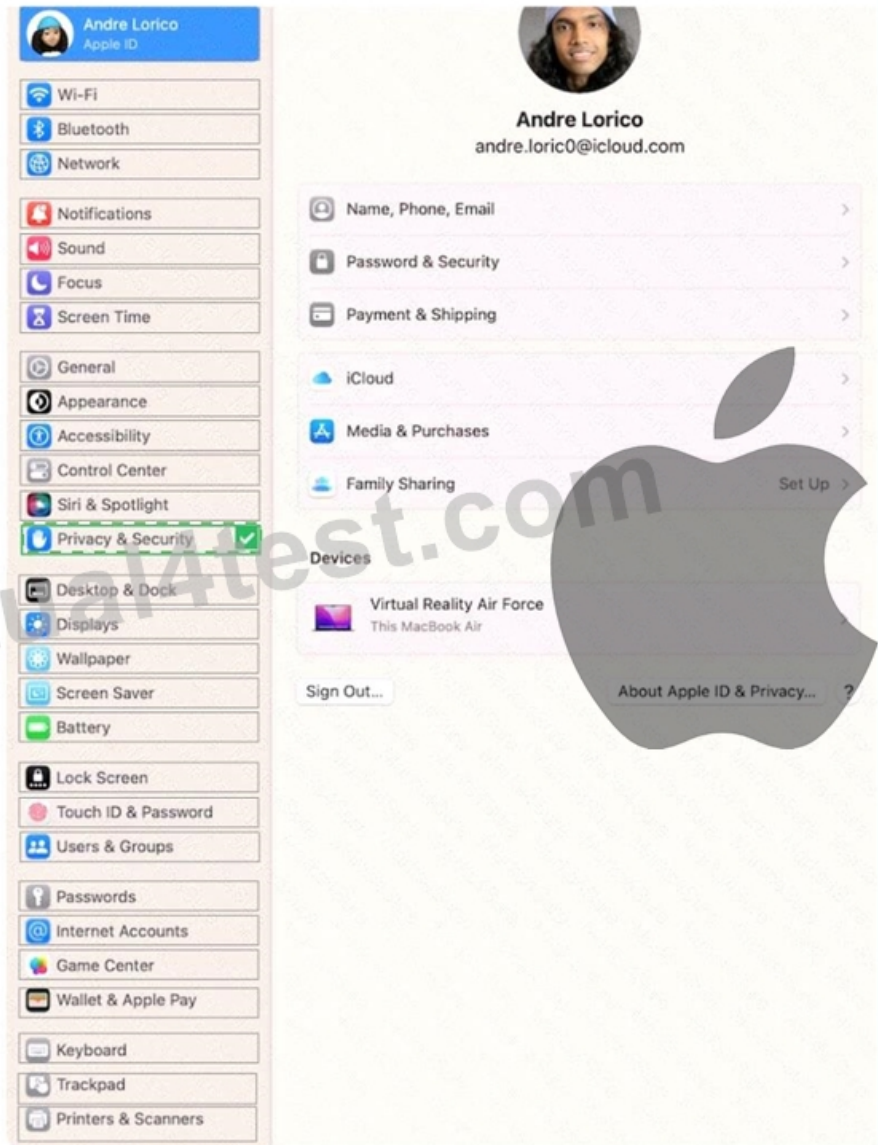 Andre Lorico
Apple ID
Wi-Fi
Bluetooth
Network
Notifications
Sound
Focus
Screen Time
General
Appearance
Accessibility
Control Center
Siri & Spotlight
Privacy & Security
Desktop & Dock
Displays
Wallpaper
Screen Saver
Battery
Lock Screen
Touch ID & Password
Users & Groups
Passwords
Internet Accounts
Game Center
Wallet & Apple Pay
Keyboard
Trackpad
Printers & Scanners
Andre Lorico
andre.loric0@icloud.com
Name, Phone, Email
Password & Security
Payment & Shipping
iCloud
Media & Purchases
Family Sharing Set Up
Devices
Virtual Reality Air Force
This MacBook Air
Sign Out... About Apple ID & Privacy... ?
ual4test.com